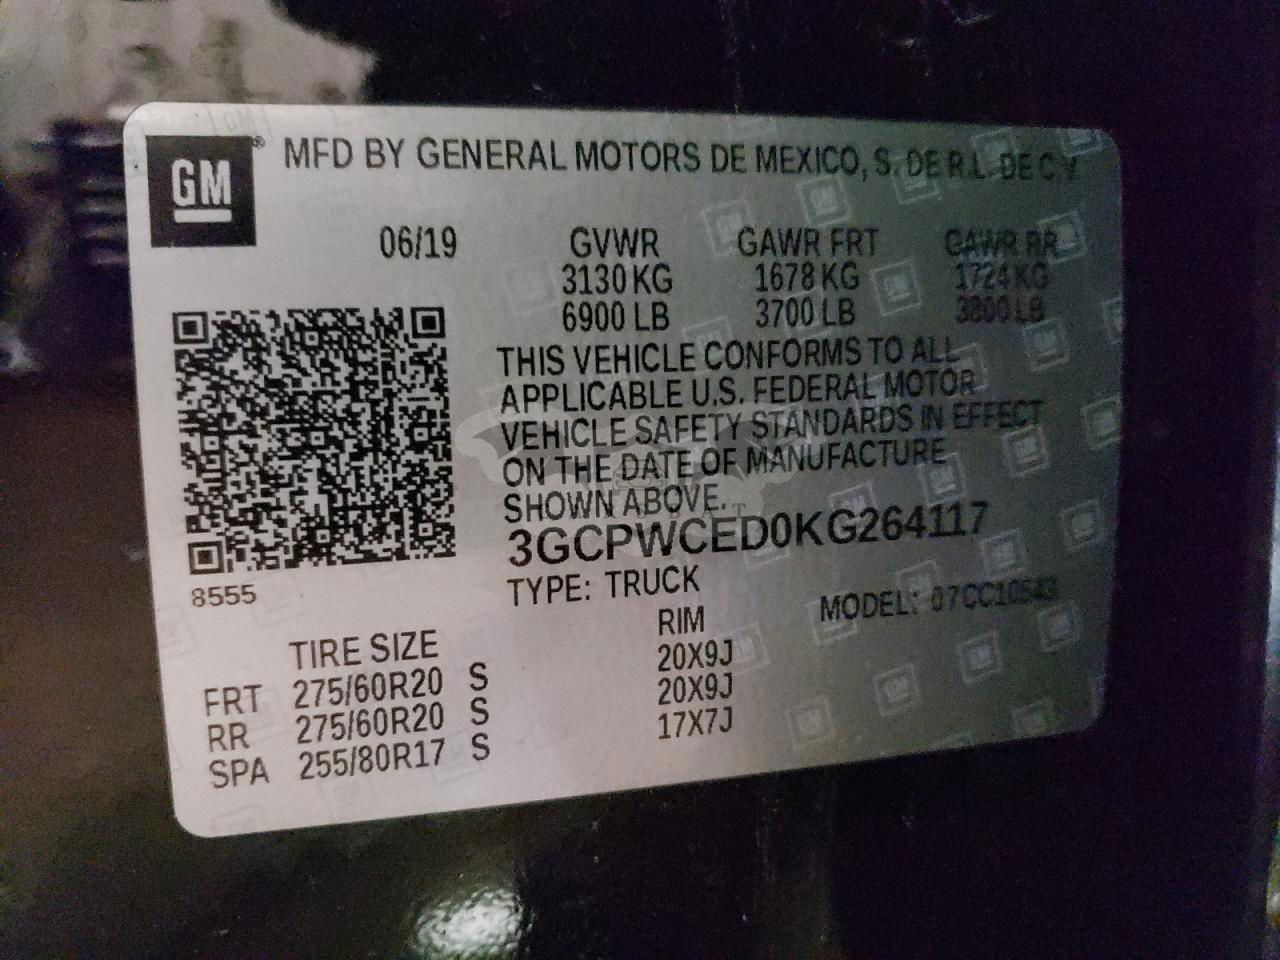 GM
MFD BY GENERAL MOTORS DE MEXICO, S. DE R.L. DE C.V
06/19 GVWR GAWR FRT GAWR RR
3130 KG 1678 KG 1724 KG
6900 LB 3700 LB 3800 LB
THIS VEHICLE CONFORMS TO ALL
APPLICABLE U.S. FEDERAL MOTOR
VEHICLE SAFETY STANDARDS IN EFFECT
ON THE DATE OF MANUFACTURE
SHOWN ABOVE.
3GCPWCED0KG264117
8555
TYPE: TRUCK MODEL: 07CC10543
TIRE SIZE RIM
FRT 275/60R20 S 20X9J
RR 275/60R20 S 20X9J
SPA 255/80R17 S 17X7J